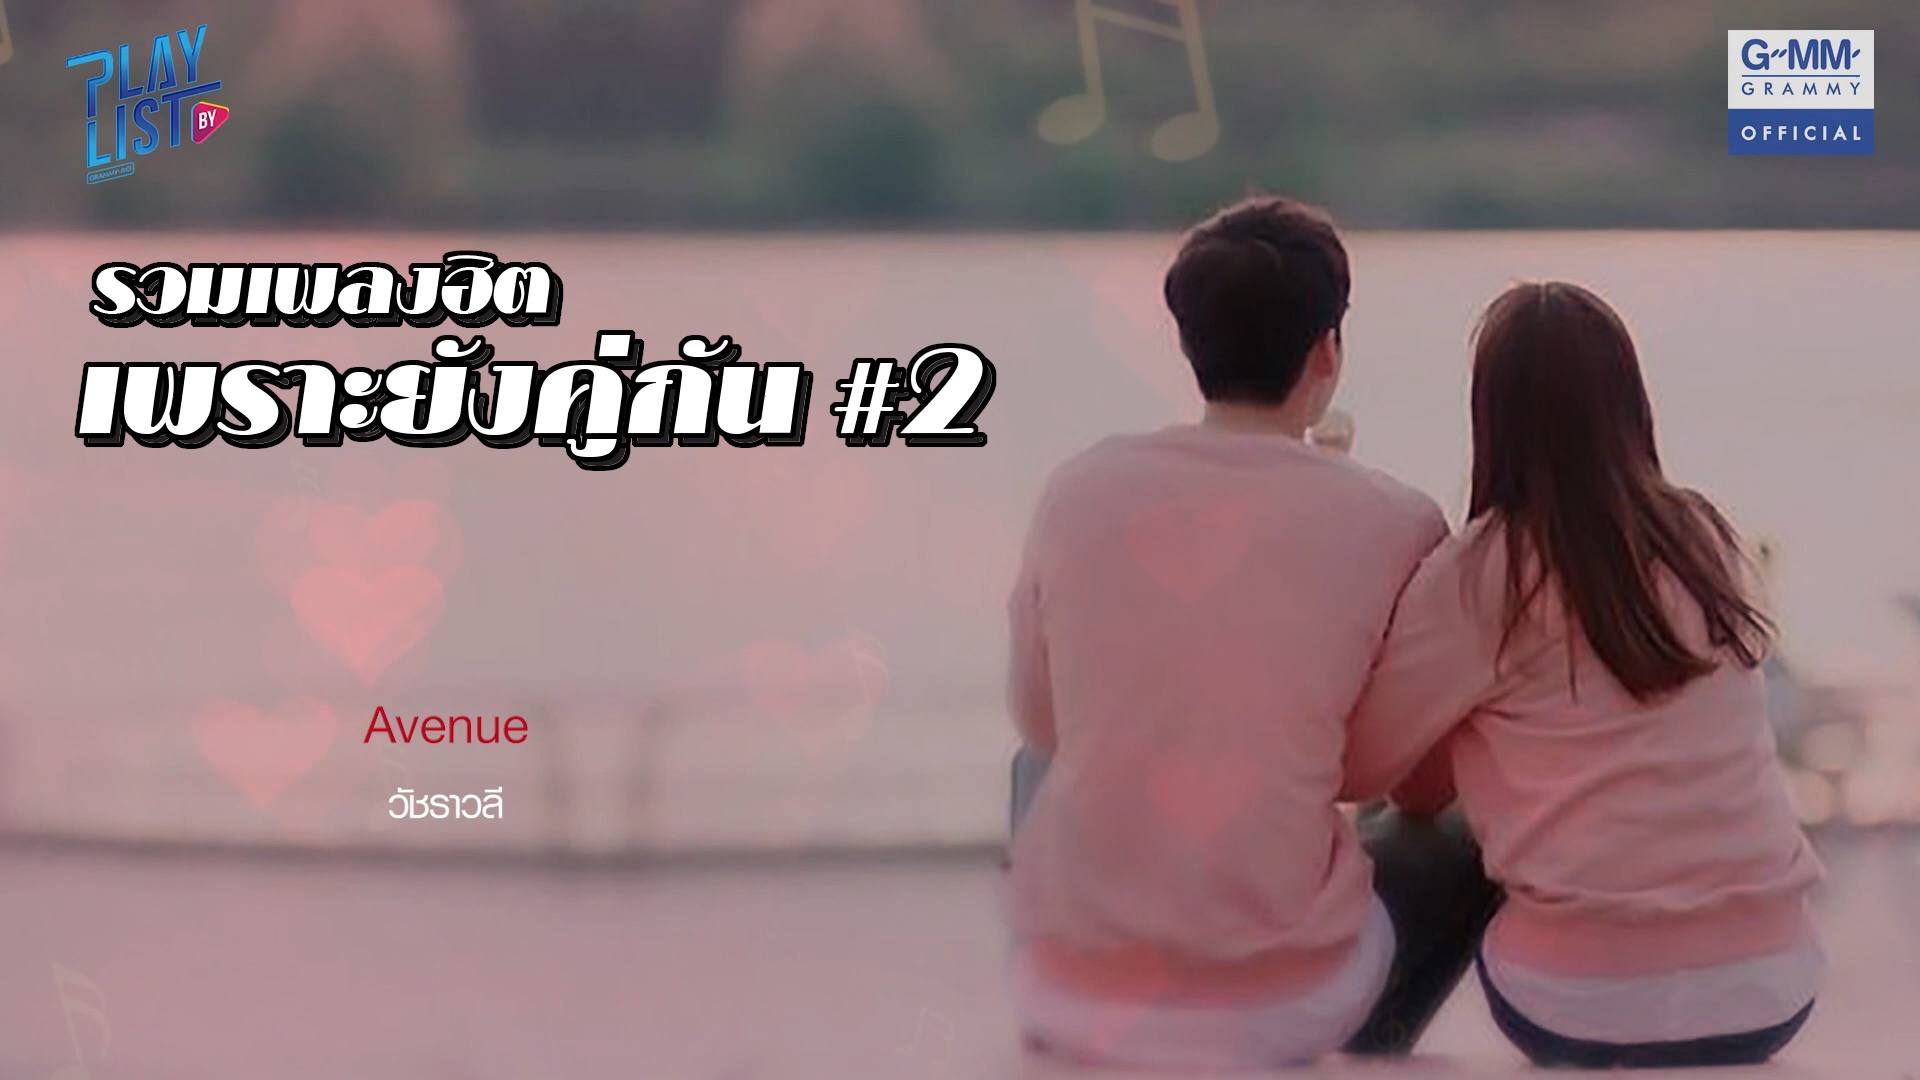 PLAY
LIST BY
G-MM'
GRAMMY
OFFICIAL
รวมเพลงฮิต
เพราะยังคู่กัน #2
Avenue
วัชราวลี